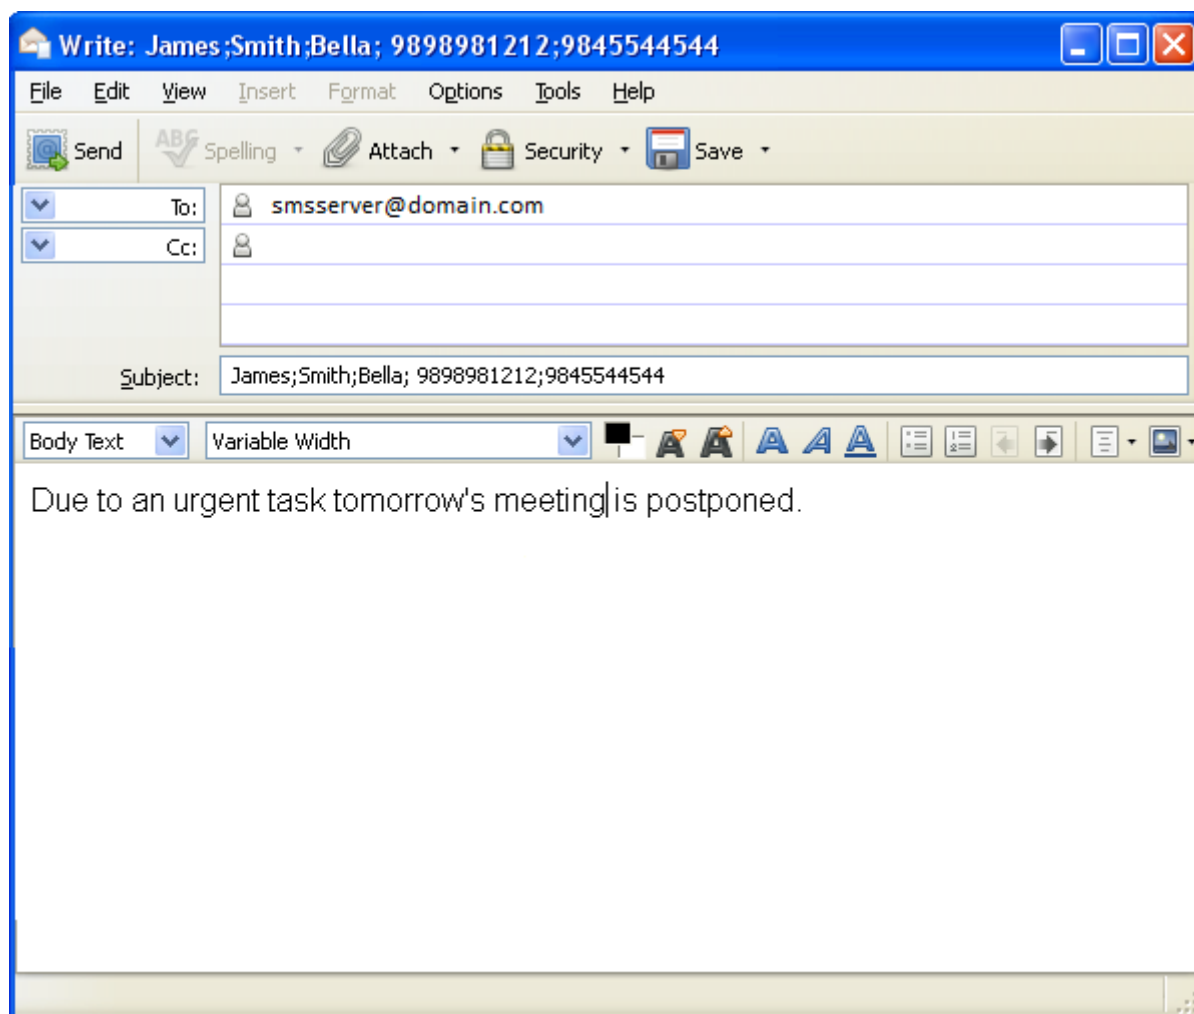 Write: James;Smith;Bella; 9898981212;9845544544
File Edit View Insert Format Options Tools Help
Send ABC Spelling Attach Security Save
To: smsserver@domain.com
Cc:
Subject: James;Smith;Bella; 9898981212;9845544544
Body Text Variable Width
Due to an urgent task tomorrow's meeting is postponed.